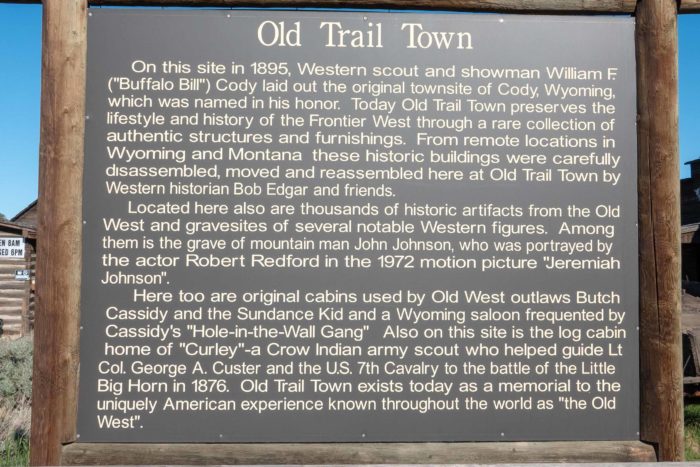 Old Trail Town
On this site in 1895, Western scout and showman William F.
("Buffalo Bill") Cody laid out the original townsite of Cody, Wyoming,
which was named in his honor. Today Old Trail Town preserves the
lifestyle and history of the Frontier West through a rare collection of
authentic structures and furnishings. From remote locations in
Wyoming and Montana these historic buildings were carefully
disassembled, moved and reassembled here at Old Trail Town by
Western historian Bob Edgar and friends.
Located here also are thousands of historic artifacts from the Old
West and gravesites of several notable Western figures. Among
them is the grave of mountain man John Johnson, who was portrayed by
the actor Robert Redford in the 1972 motion picture "Jeremiah
Johnson".
Here too are original cabins used by Old West outlaws Butch
Cassidy and the Sundance Kid and a Wyoming saloon frequented by
Cassidy's "Hole-in-the-Wall Gang" Also on this site is the log cabin
home of "Curley"-a Crow Indian army scout who helped guide Lt
Col. George A. Custer and the U.S. 7th Cavalry to the battle of the Little
Big Horn in 1876. Old Trail Town exists today as a memorial to the
uniquely American experience known throughout the world as "the Old
West".
8AM
6PM